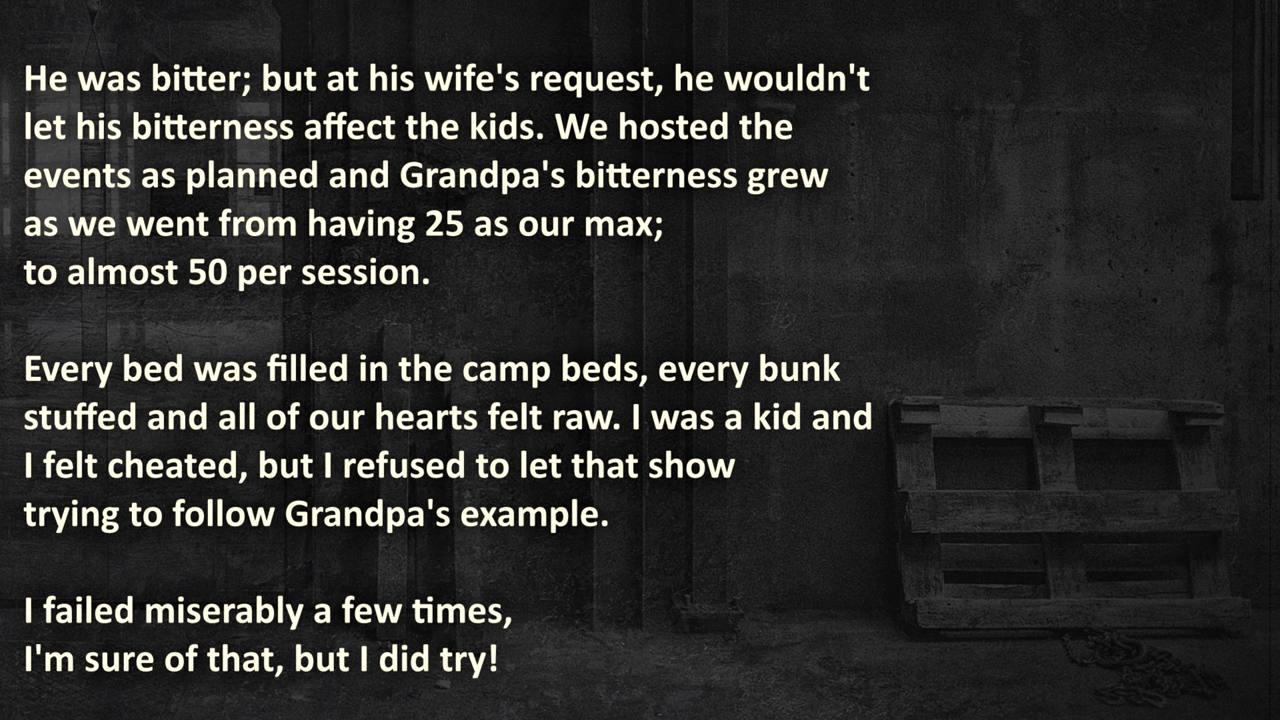 He was bitter; but at his wife's request, he wouldn't
let his bitterness affect the kids. We hosted the
events as planned and Grandpa's bitterness grew
as we went from having 25 as our max;
to almost 50 per session.
Every bed was filled in the camp beds, every bunk
stuffed and all of our hearts felt raw. I was a kid and
I felt cheated, but I refused to let that show
trying to follow Grandpa's example.
I failed miserably a few times,
I'm sure of that, but I did try!